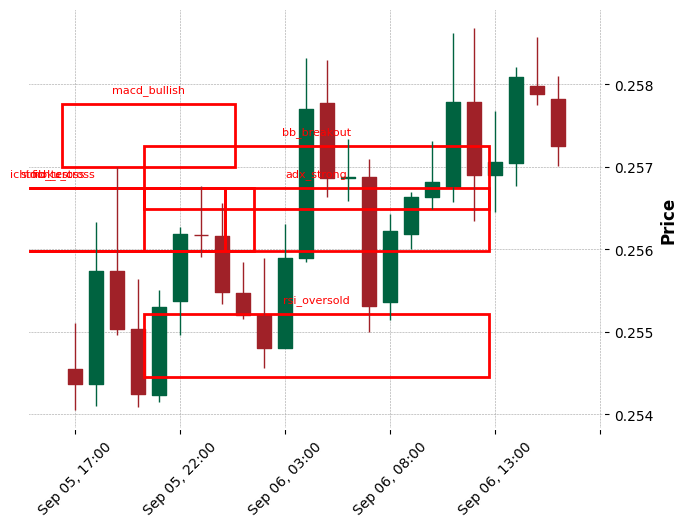 macd_bullish
bb_breakout
adx_strong
rsi_oversold
0.258
0.257
0.256
0.255
0.254
Price
Sep 05, 17:00
Sep 05, 22:00
Sep 06, 03:00
Sep 06, 08:00
Sep 06, 13:00